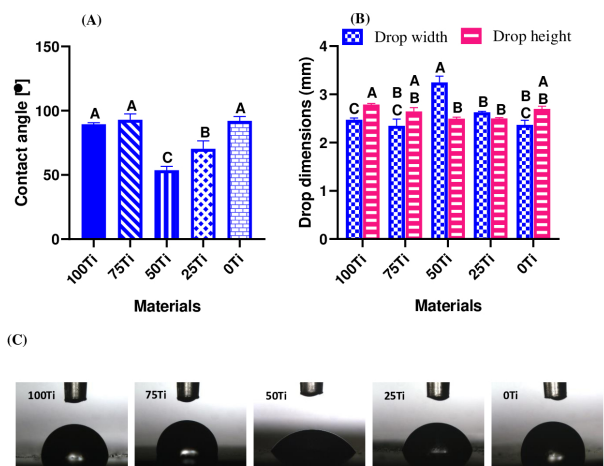 (A)
Contact angle [°]
150
100
50
0
A
A
C
B
A
100Ti
75Ti
50Ti
25Ti
0Ti
Materials
(B)
Drop width
Drop height
Drop dimensions (mm)
4
3
2
1
0
C
A
B
C
A
B
A
B
B
B
B
C
A
B
100Ti
75Ti
50Ti
25Ti
0Ti
Materials
(C)
100Ti
75Ti
50Ti
25Ti
0Ti